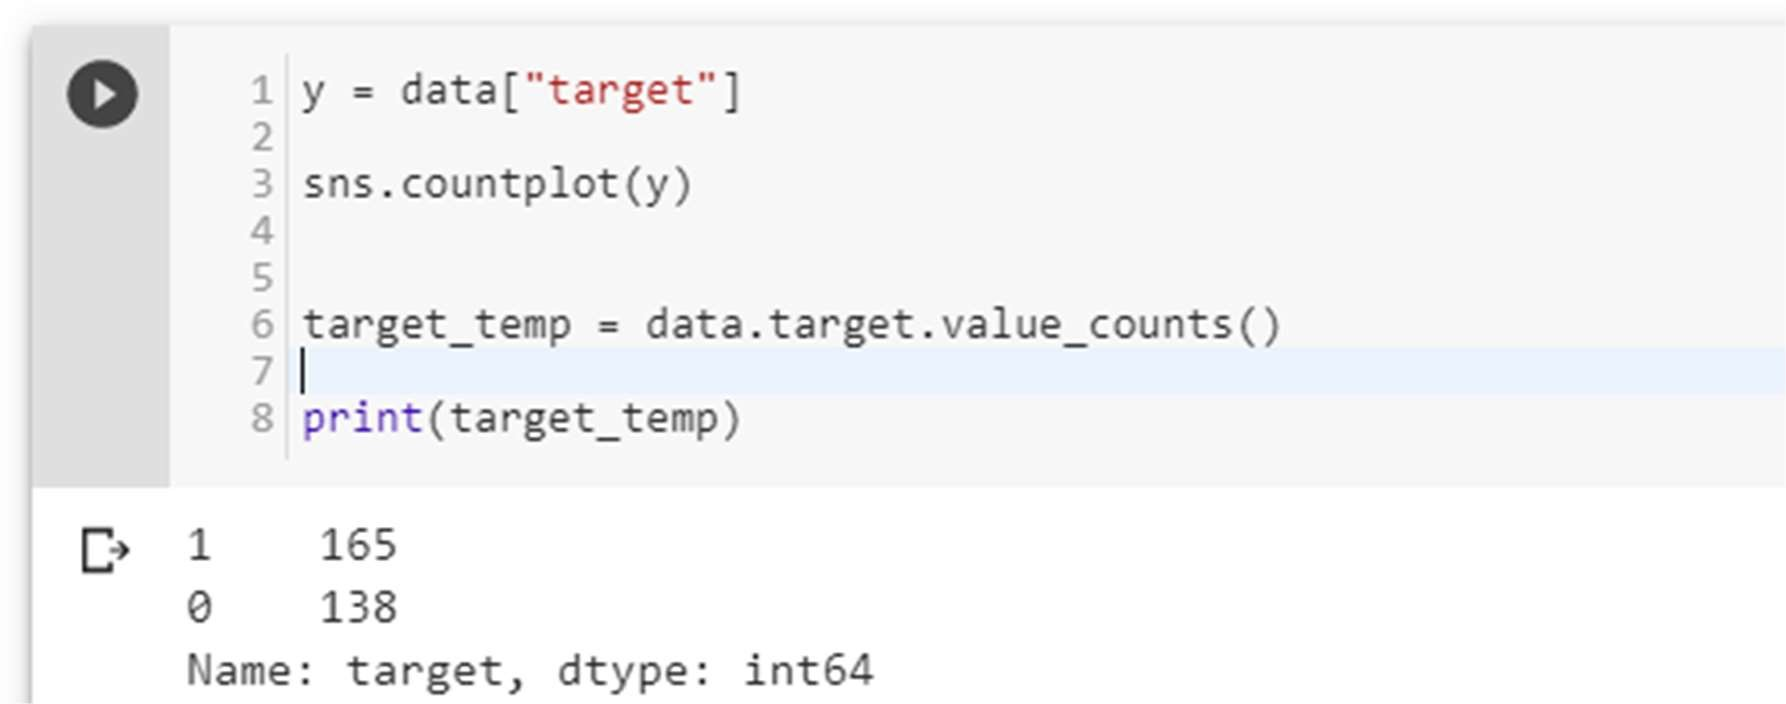 1 y = data["target"]
2
3 sns.countplot(y)
4
5
6 target_temp = data.target.value_counts()
7
8 print(target_temp)
1    165
0    138
Name: target, dtype: int64